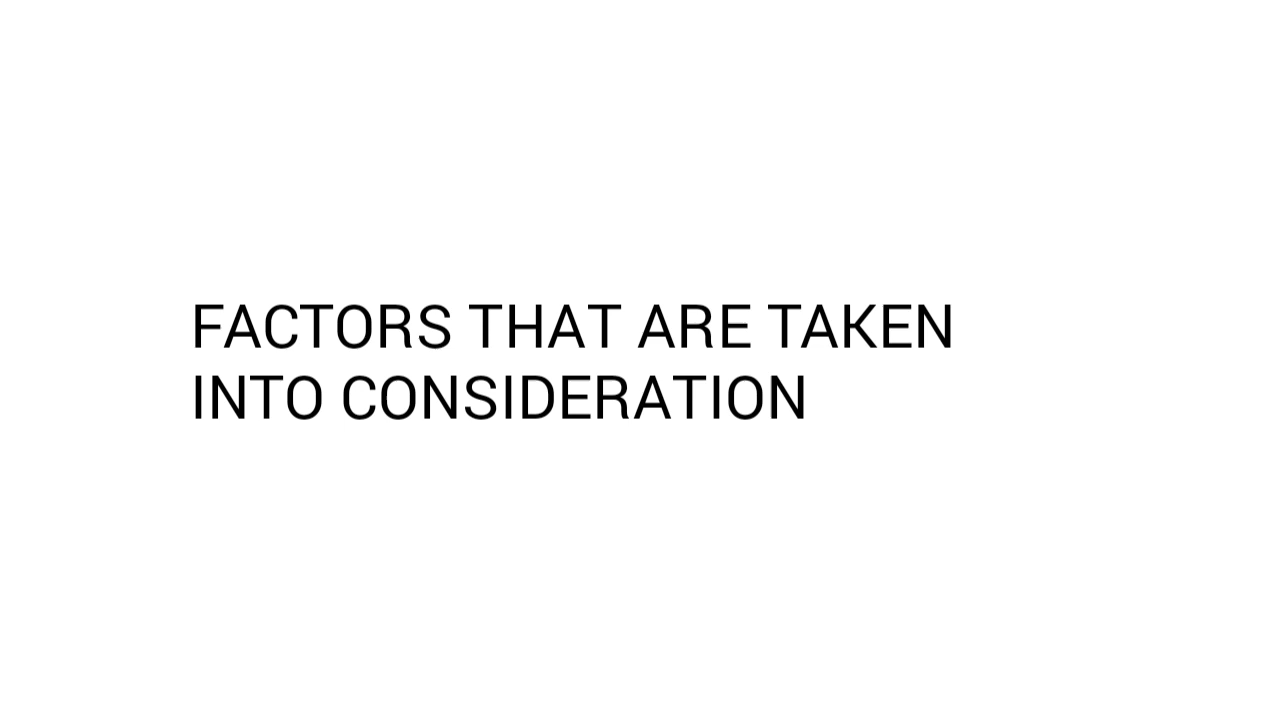 FACTORS THAT ARE TAKEN
INTO CONSIDERATION